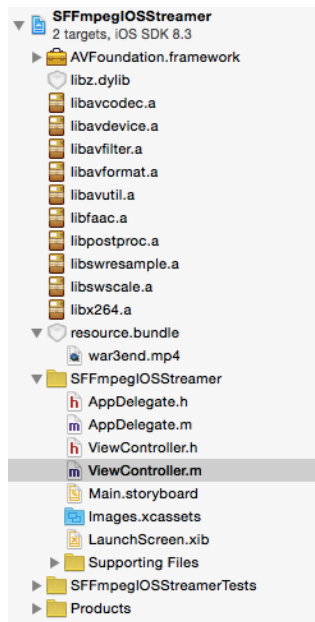 SFFmpegIOSStreamer
2 targets, iOS SDK 8.3
AVFoundation.framework
libz.dylib
libavcodec.a
libavdevice.a
libavfilter.a
libavformat.a
libavutil.a
libfaac.a
libpostproc.a
libswresample.a
libswscale.a
libx264.a
resource.bundle
war3end.mp4
SFFmpegIOSStreamer
h AppDelegate.h
m AppDelegate.m
h ViewController.h
m ViewController.m
Main.storyboard
Images.xcassets
LaunchScreen.xib
Supporting Files
SFFmpegIOSStreamerTests
Products